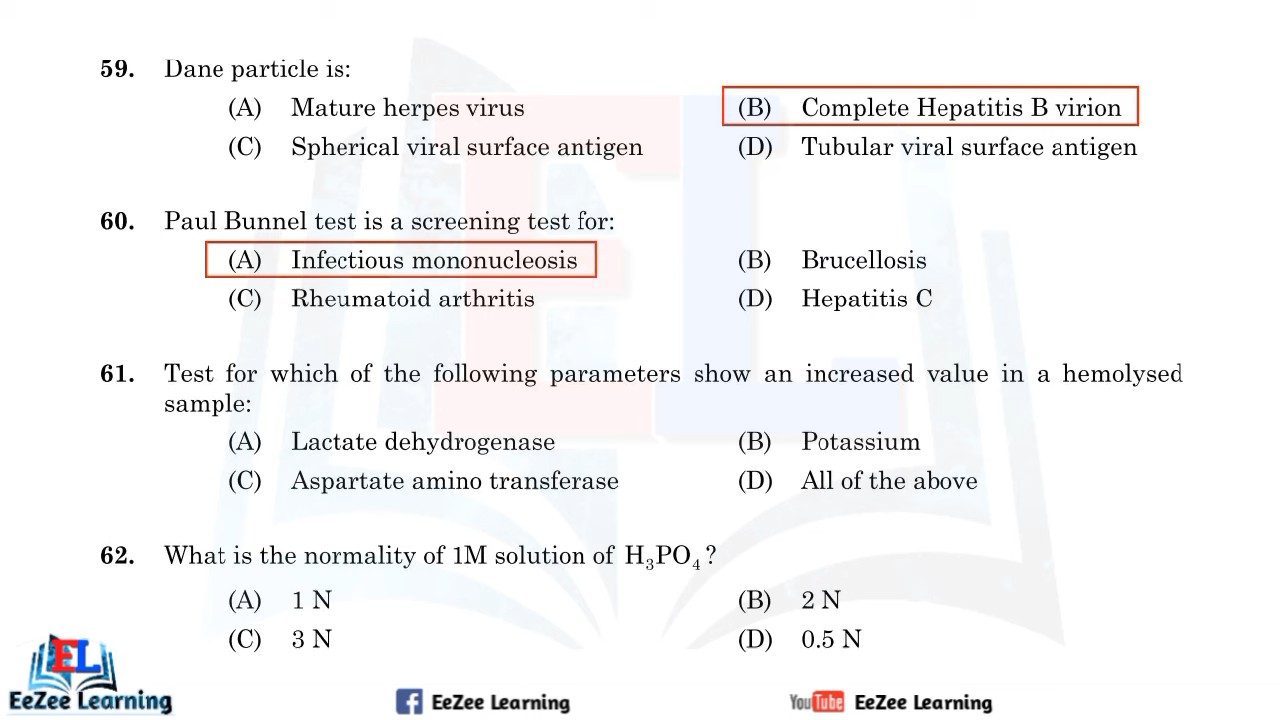 59. Dane particle is:
(A) Mature herpes virus (B) Complete Hepatitis B virion
(C) Spherical viral surface antigen (D) Tubular viral surface antigen
60. Paul Bunnel test is a screening test for:
(A) Infectious mononucleosis (B) Brucellosis
(C) Rheumatoid arthritis (D) Hepatitis C
61. Test for which of the following parameters show an increased value in a hemolysed
sample:
(A) Lactate dehydrogenase (B) Potassium
(C) Aspartate amino transferase (D) All of the above
62. What is the normality of 1M solution of H₃PO₄?
(A) 1 N (B) 2 N
(C) 3 N (D) 0.5 N
EL
EeZee Learning f EeZee Learning YouTube EeZee Learning